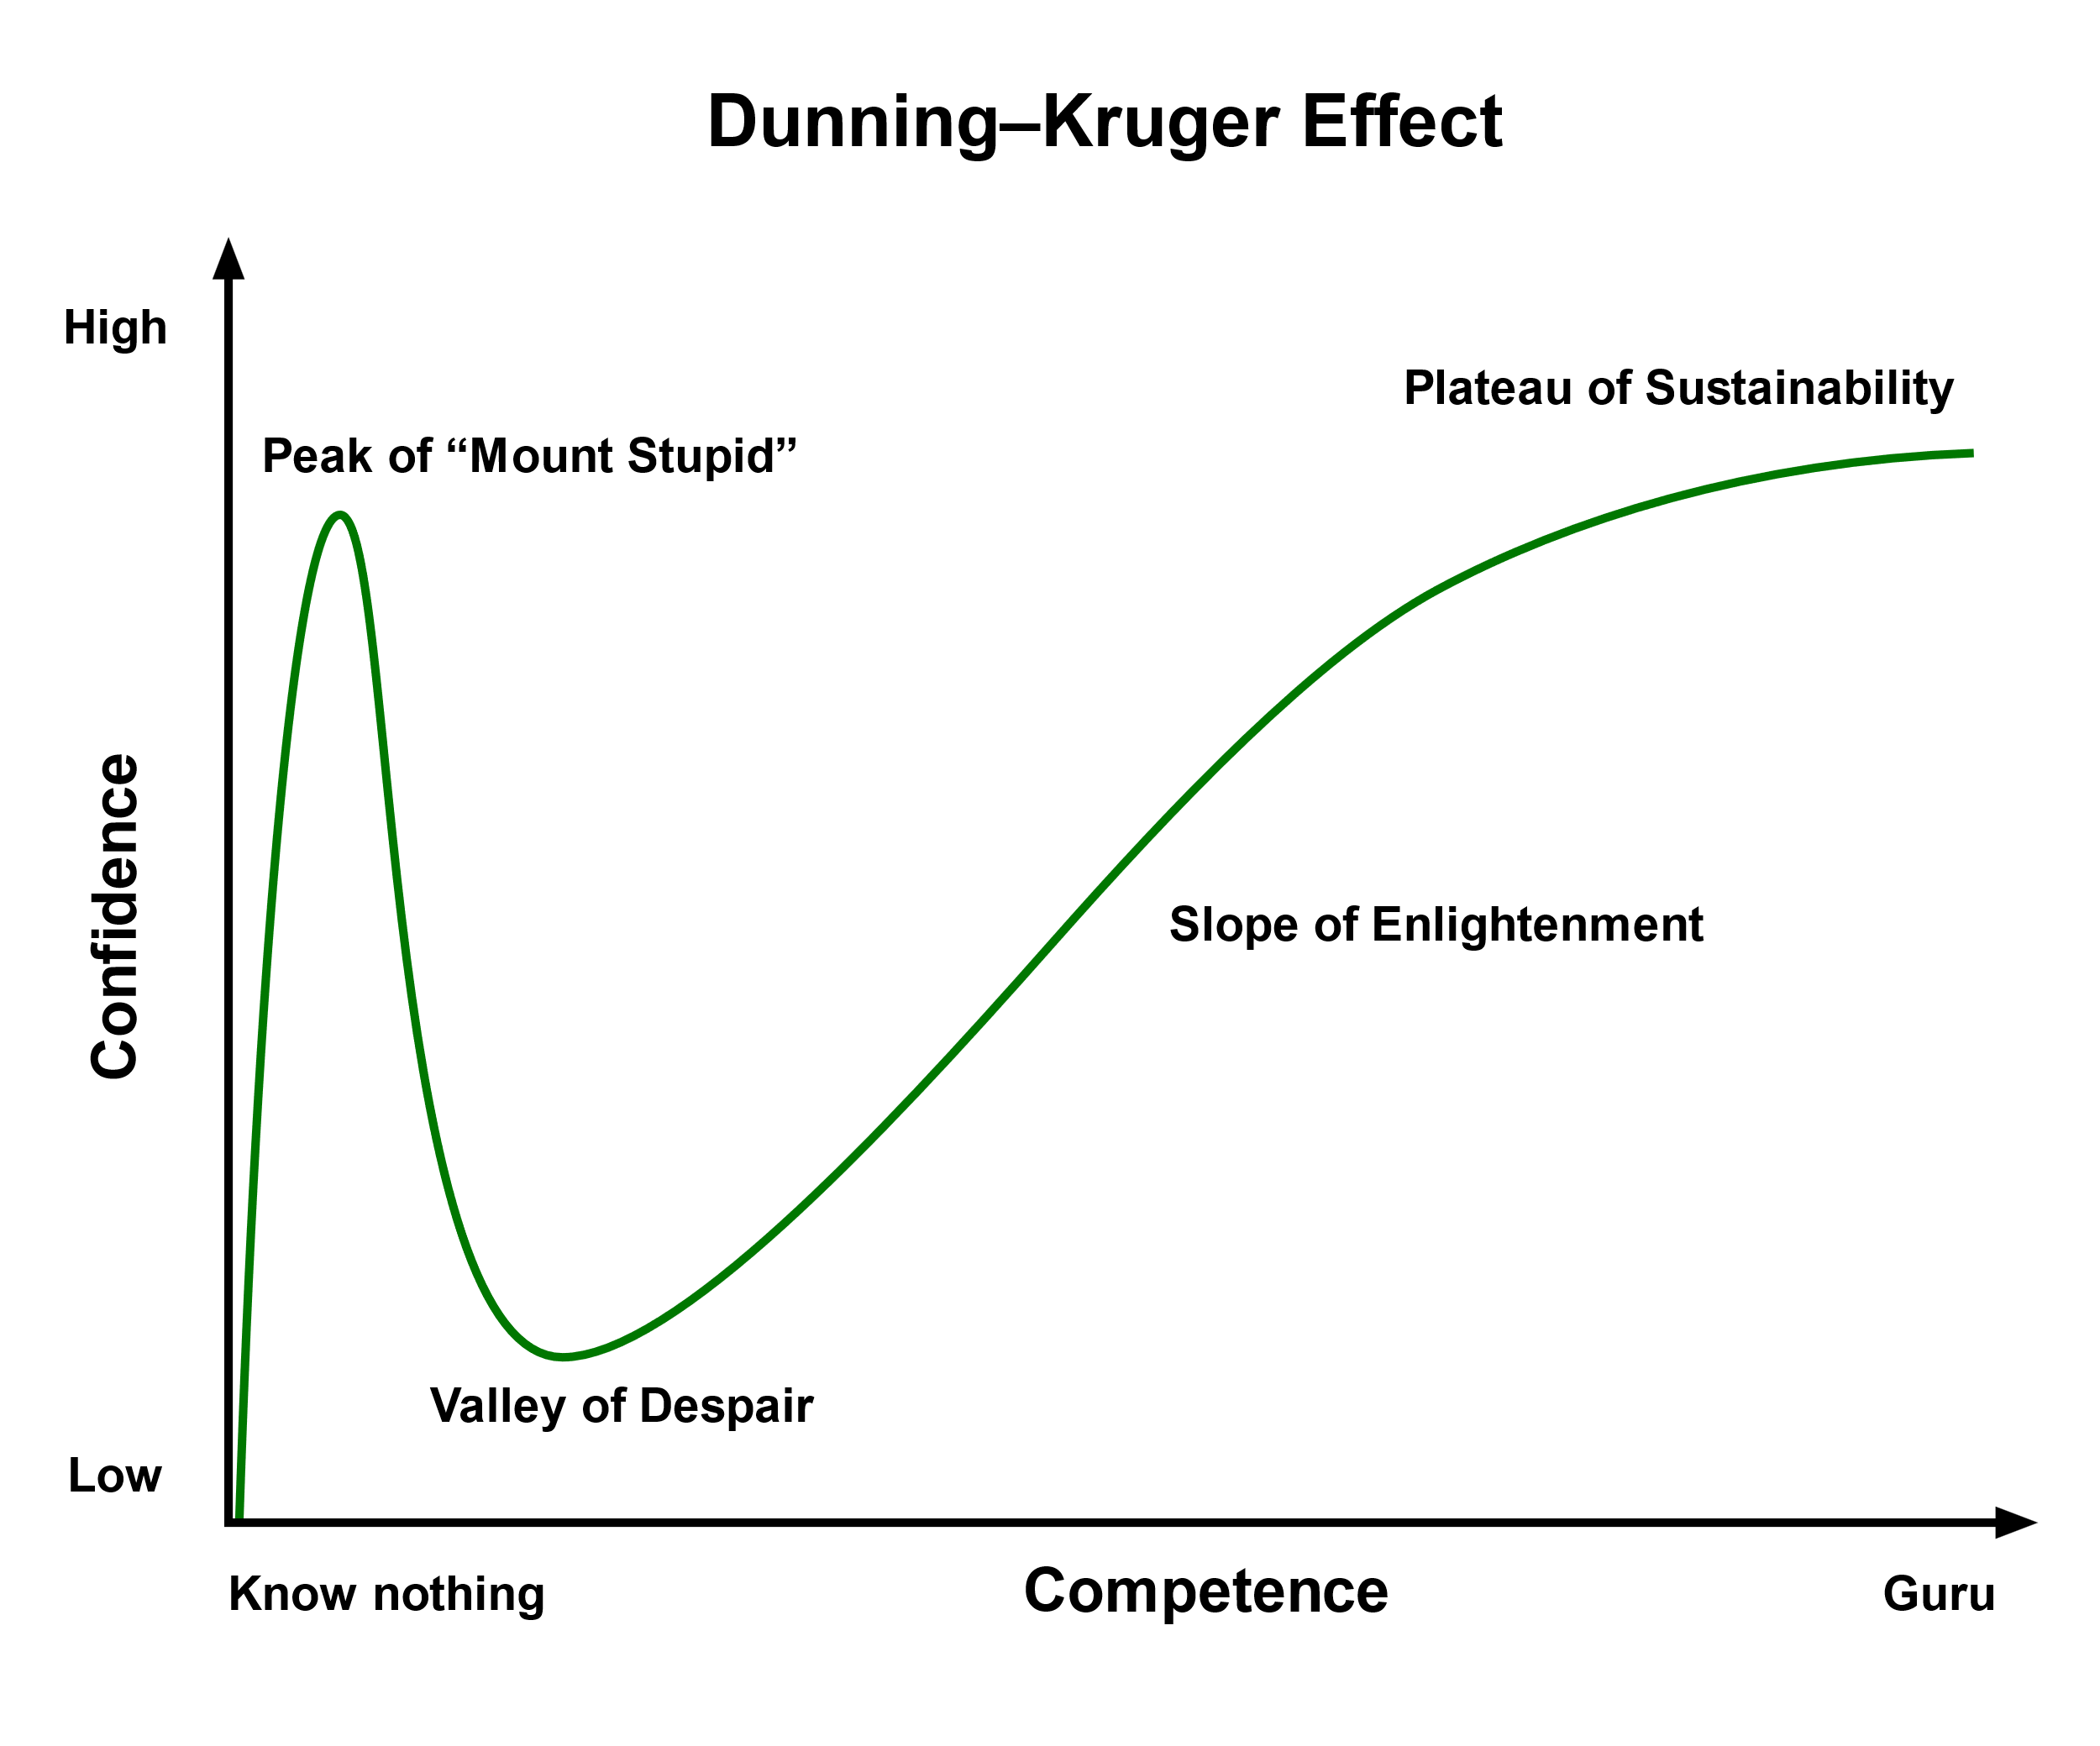 Dunning–Kruger Effect
High
Plateau of Sustainability
Peak of “Mount Stupid”
Confidence
Slope of Enlightenment
Valley of Despair
Low
Know nothing
Competence
Guru